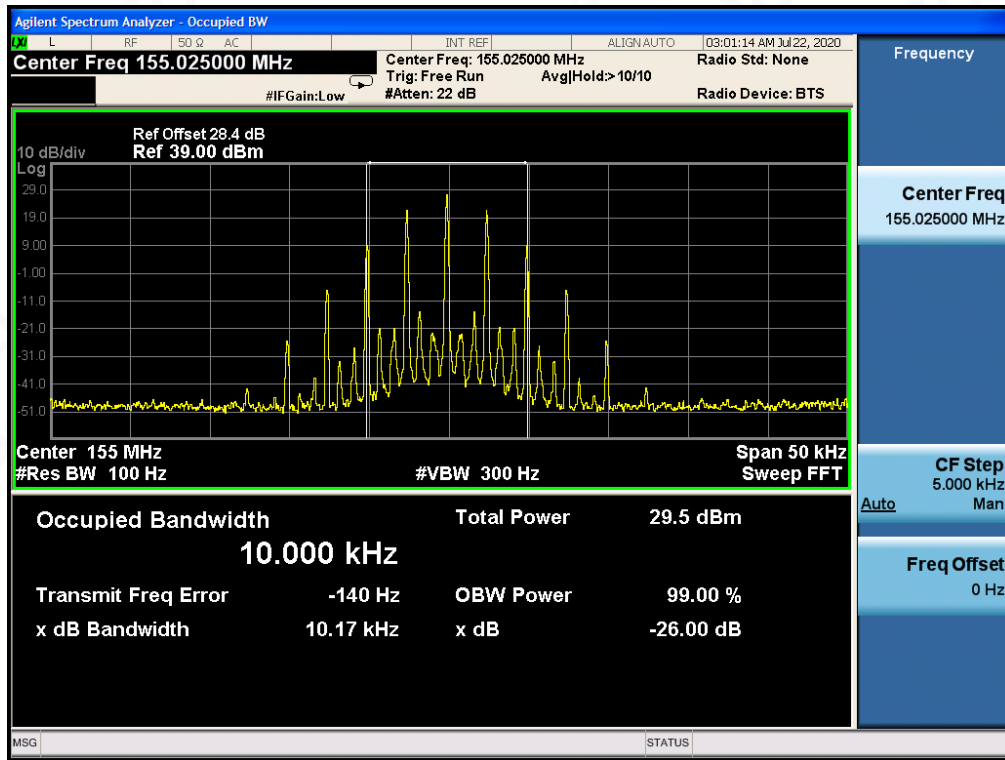 Agilent Spectrum Analyzer - Occupied BW
LXI L RF 50 Ω AC INT REF ALIGN AUTO 03:01:14 AM Jul 22, 2020
Center Freq 155.025000 MHz
Center Freq: 155.025000 MHz
Radio Std: None
Trig: Free Run Avg|Hold:>10/10
#IFGain:Low
#Atten: 22 dB
Radio Device: BTS
Ref Offset 28.4 dB
10 dB/div Ref 39.00 dBm
Log
29.0
19.0
9.00
-1.00
-11.0
-21.0
-31.0
-41.0
-51.0
Center 155 MHz Span 50 kHz
#Res BW 100 Hz #VBW 300 Hz Sweep FFT
Occupied Bandwidth Total Power 29.5 dBm
10.000 kHz
Transmit Freq Error -140 Hz OBW Power 99.00 %
x dB Bandwidth 10.17 kHz x dB -26.00 dB
Frequency
Center Freq
155.025000 MHz
CF Step
5.000 kHz
Auto Man
Freq Offset
0 Hz
MSG STATUS